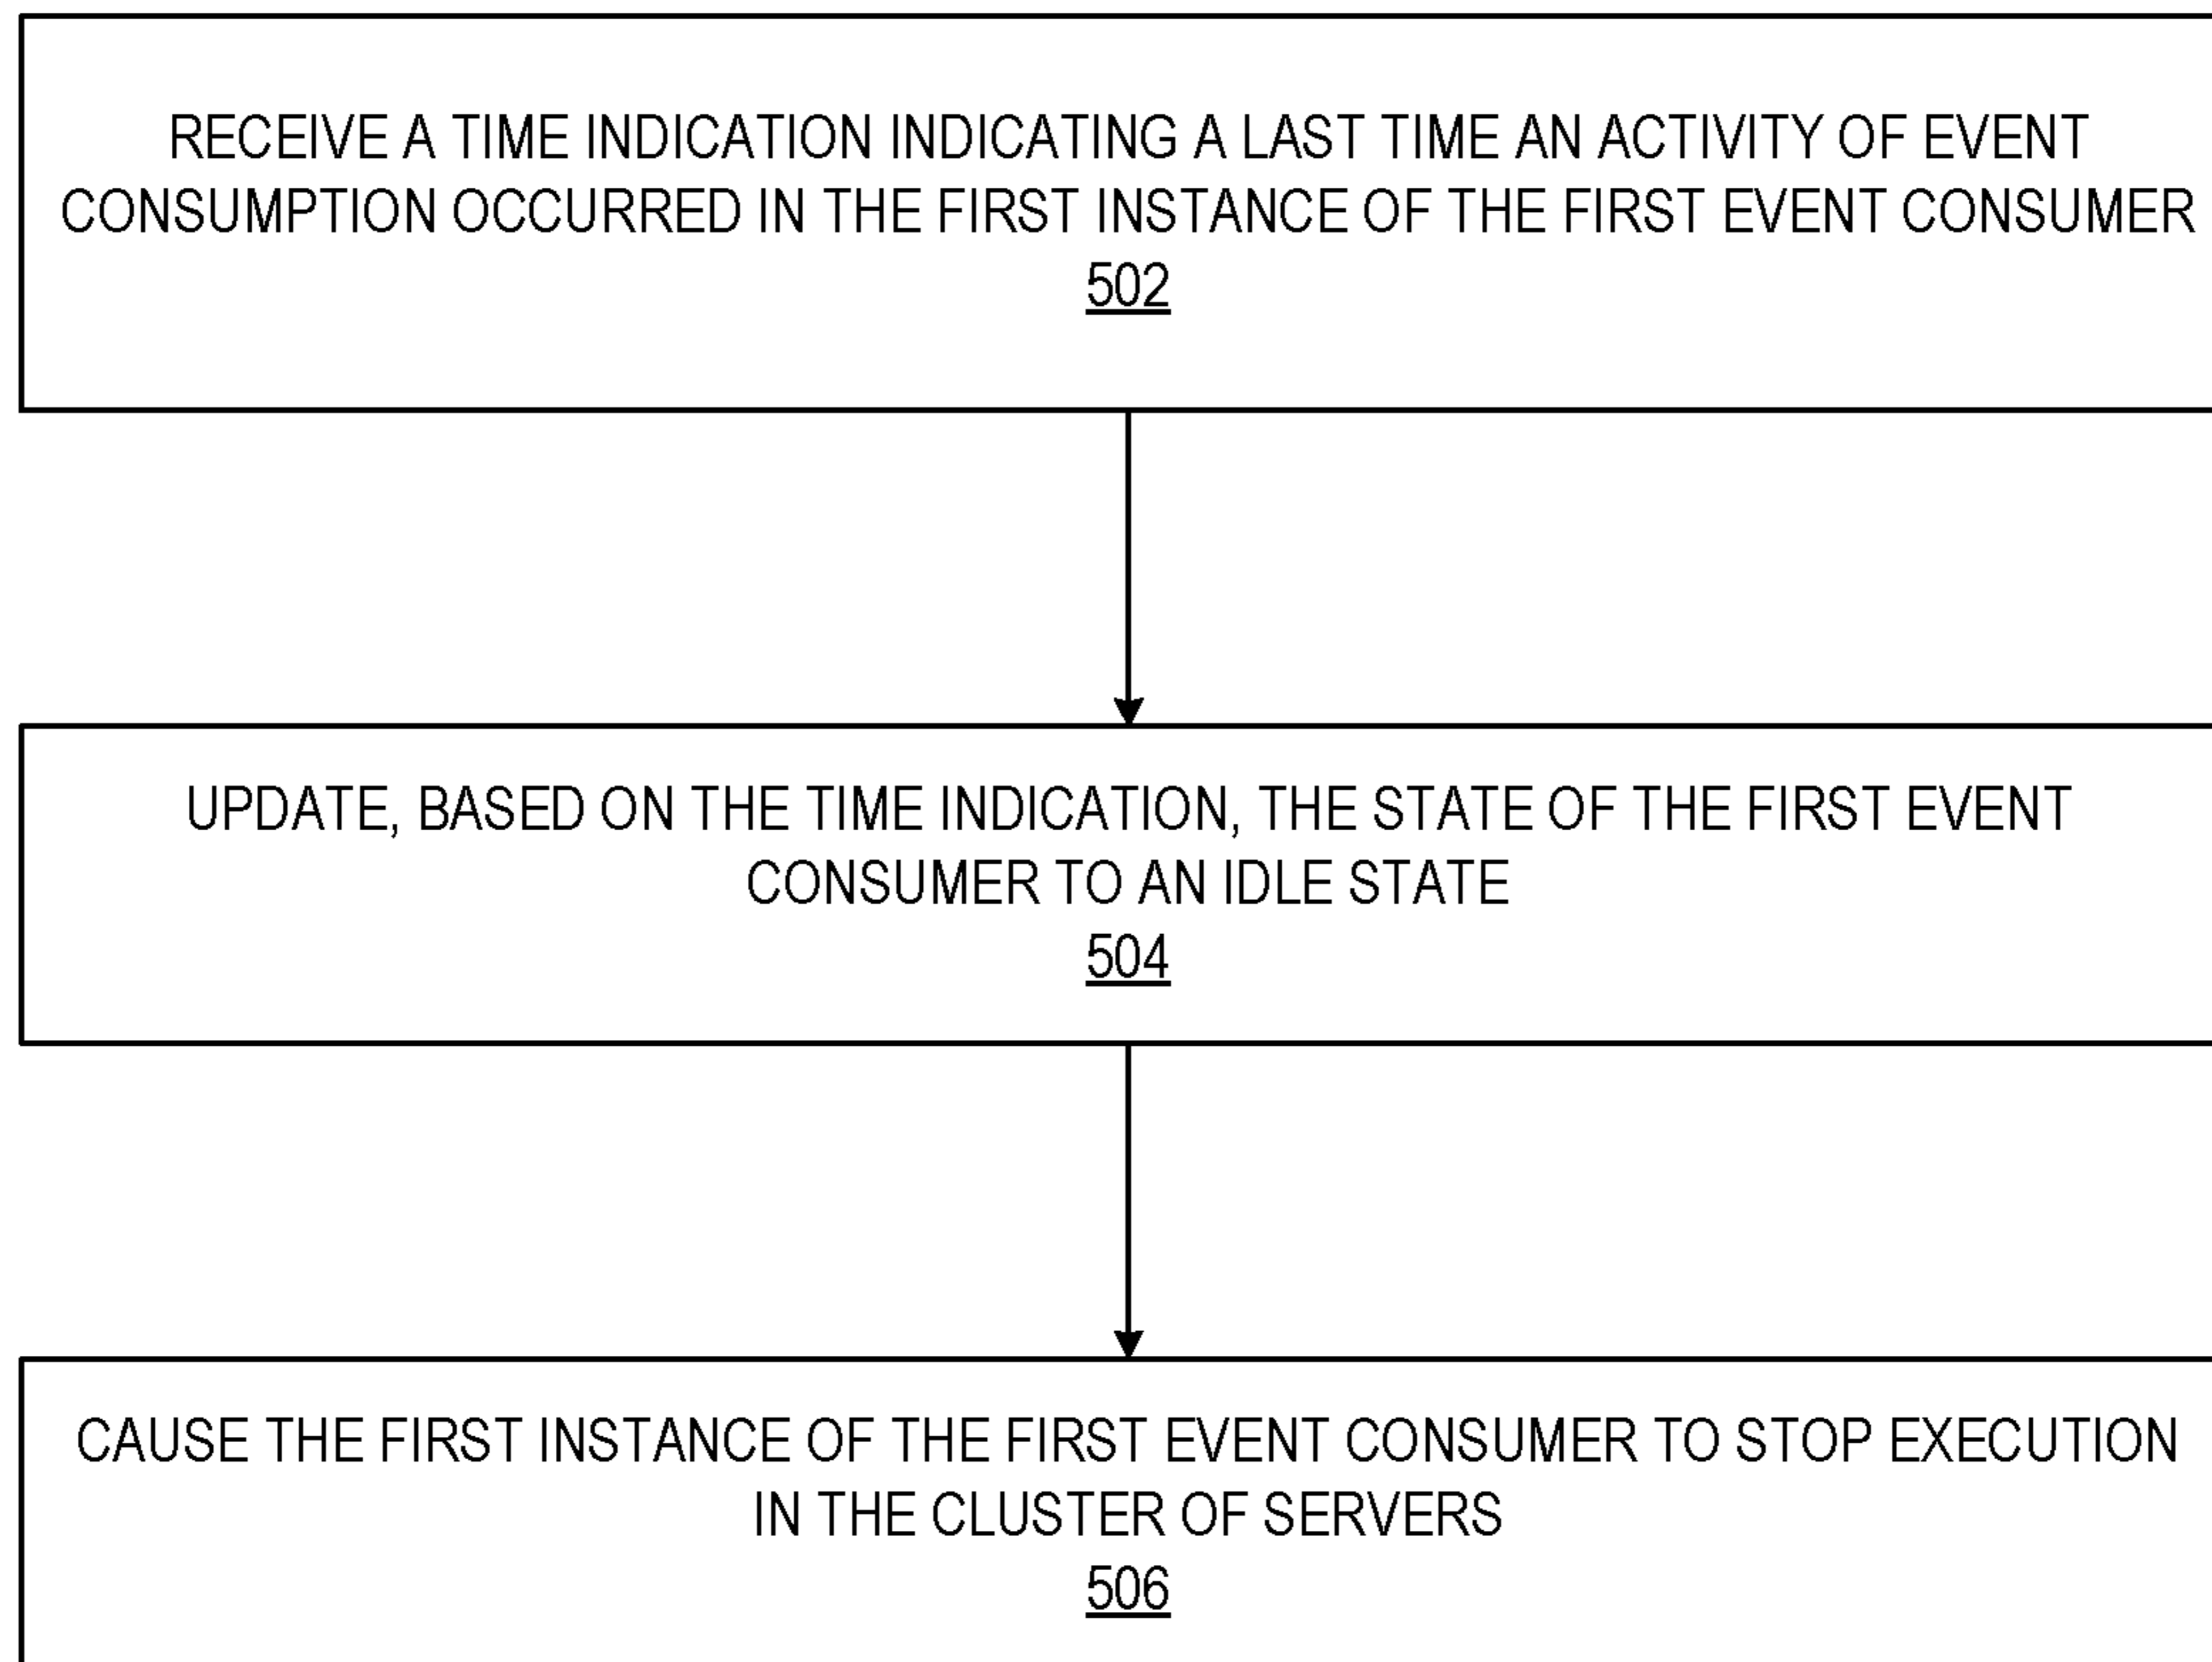 RECEIVE A TIME INDICATION INDICATING A LAST TIME AN ACTIVITY OF EVENT
CONSUMPTION OCCURRED IN THE FIRST INSTANCE OF THE FIRST EVENT CONSUMER
502
UPDATE, BASED ON THE TIME INDICATION, THE STATE OF THE FIRST EVENT
CONSUMER TO AN IDLE STATE
504
CAUSE THE FIRST INSTANCE OF THE FIRST EVENT CONSUMER TO STOP EXECUTION
IN THE CLUSTER OF SERVERS
506